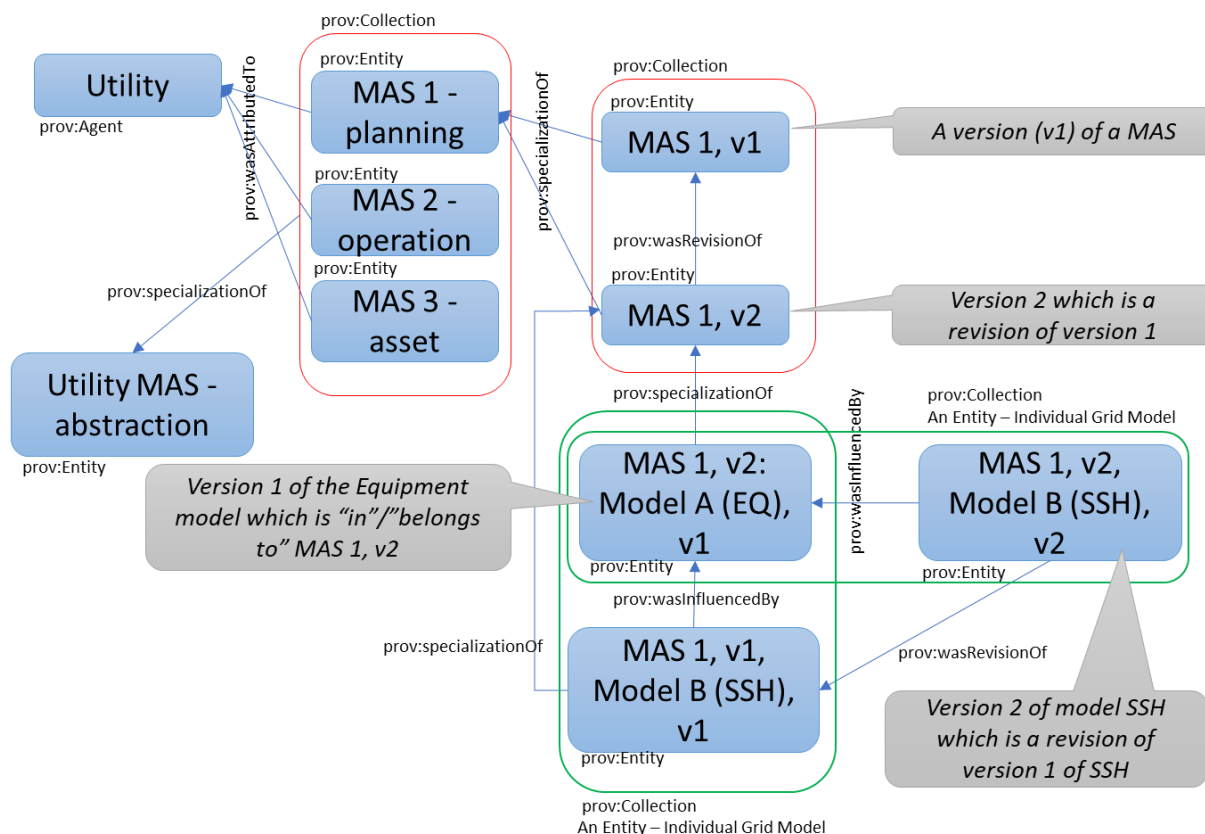 prov:Collection
prov:Entity
Utility
prov:Agent
prov:wasAttributedTo
MAS 1 -
planning
prov:Entity
MAS 2 -
operation
prov:Entity
MAS 3 -
asset
prov:specializationOf
Utility MAS -
abstraction
prov:Entity
prov:specializationOf
prov:Collection
prov:Entity
MAS 1, v1
A version (v1) of a MAS
prov:wasRevisionOf
prov:Entity
MAS 1, v2
Version 2 which is a
revision of version 1
prov:specializationOf
prov:wasInfluencedBy
prov:Collection
An Entity – Individual Grid Model
MAS 1, v2:
Model A (EQ),
v1
prov:Entity
MAS 1, v2,
Model B (SSH),
v2
prov:Entity
Version 1 of the Equipment
model which is “in”/”belongs
to” MAS 1, v2
prov:wasInfluencedBy
prov:specializationOf
MAS 1, v1,
Model B (SSH),
v1
prov:Entity
prov:wasRevisionOf
Version 2 of model SSH
which is a revision of
version 1 of SSH
prov:Collection
An Entity – Individual Grid Model